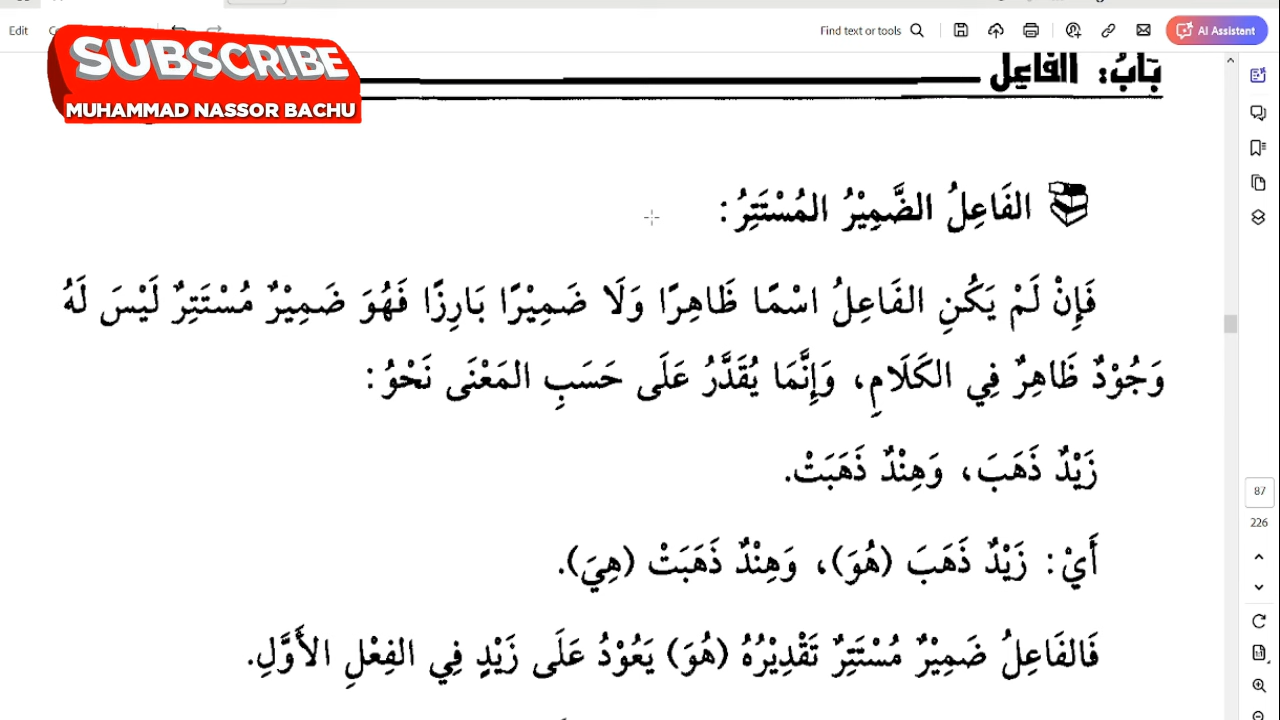 Edit
Find text or tools
AI Assistant
SUBSCRIBE
MUHAMMAD NASSOR BACHU
بَابُ: الفَاعِل
الفَاعِلُ الضَّمِيْرُ المُسْتَتِرُ:
فَإِنْ لَمْ يَكُنِ الفَاعِلُ اسْمًا ظَاهِرًا وَلَا ضَمِيْرًا بَارِزًا فَهُوَ ضَمِيْرٌ مُسْتَتِرٌ لَيْسَ لَهُ
وَجُوْدٌ ظَاهِرٌ فِي الكَلَامِ، وَإِنَّمَا يُقَدَّرُ عَلَى حَسَبِ المَعْنَى نَحْوُ:
زَيْدٌ ذَهَبَ، وَهِنْدٌ ذَهَبَتْ.
أَيْ: زَيْدٌ ذَهَبَ (هُوَ)، وَهِنْدٌ ذَهَبَتْ (هِيَ).
فَالفَاعِلُ ضَمِيْرٌ مُسْتَتِرٌ تَقْدِيْرُهُ (هُوَ) يَعُوْدُ عَلَى زَيْدٍ فِي الفِعْلِ الأَوَّلِ.
87
226